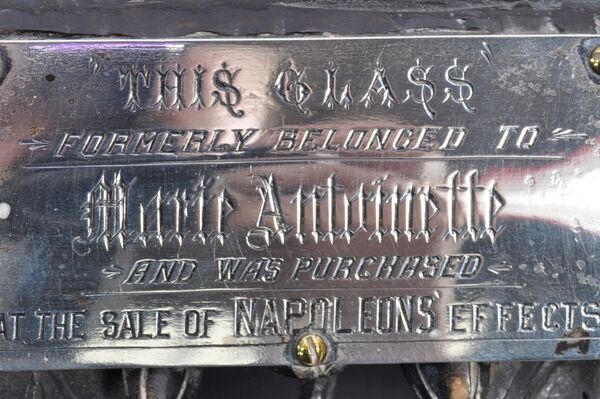 "THIS GLASS"
FORMERLY BELONGED TO
Marie Antoinette
AND WAS PURCHASED
AT THE SALE OF NAPOLEONS' EFFECTS